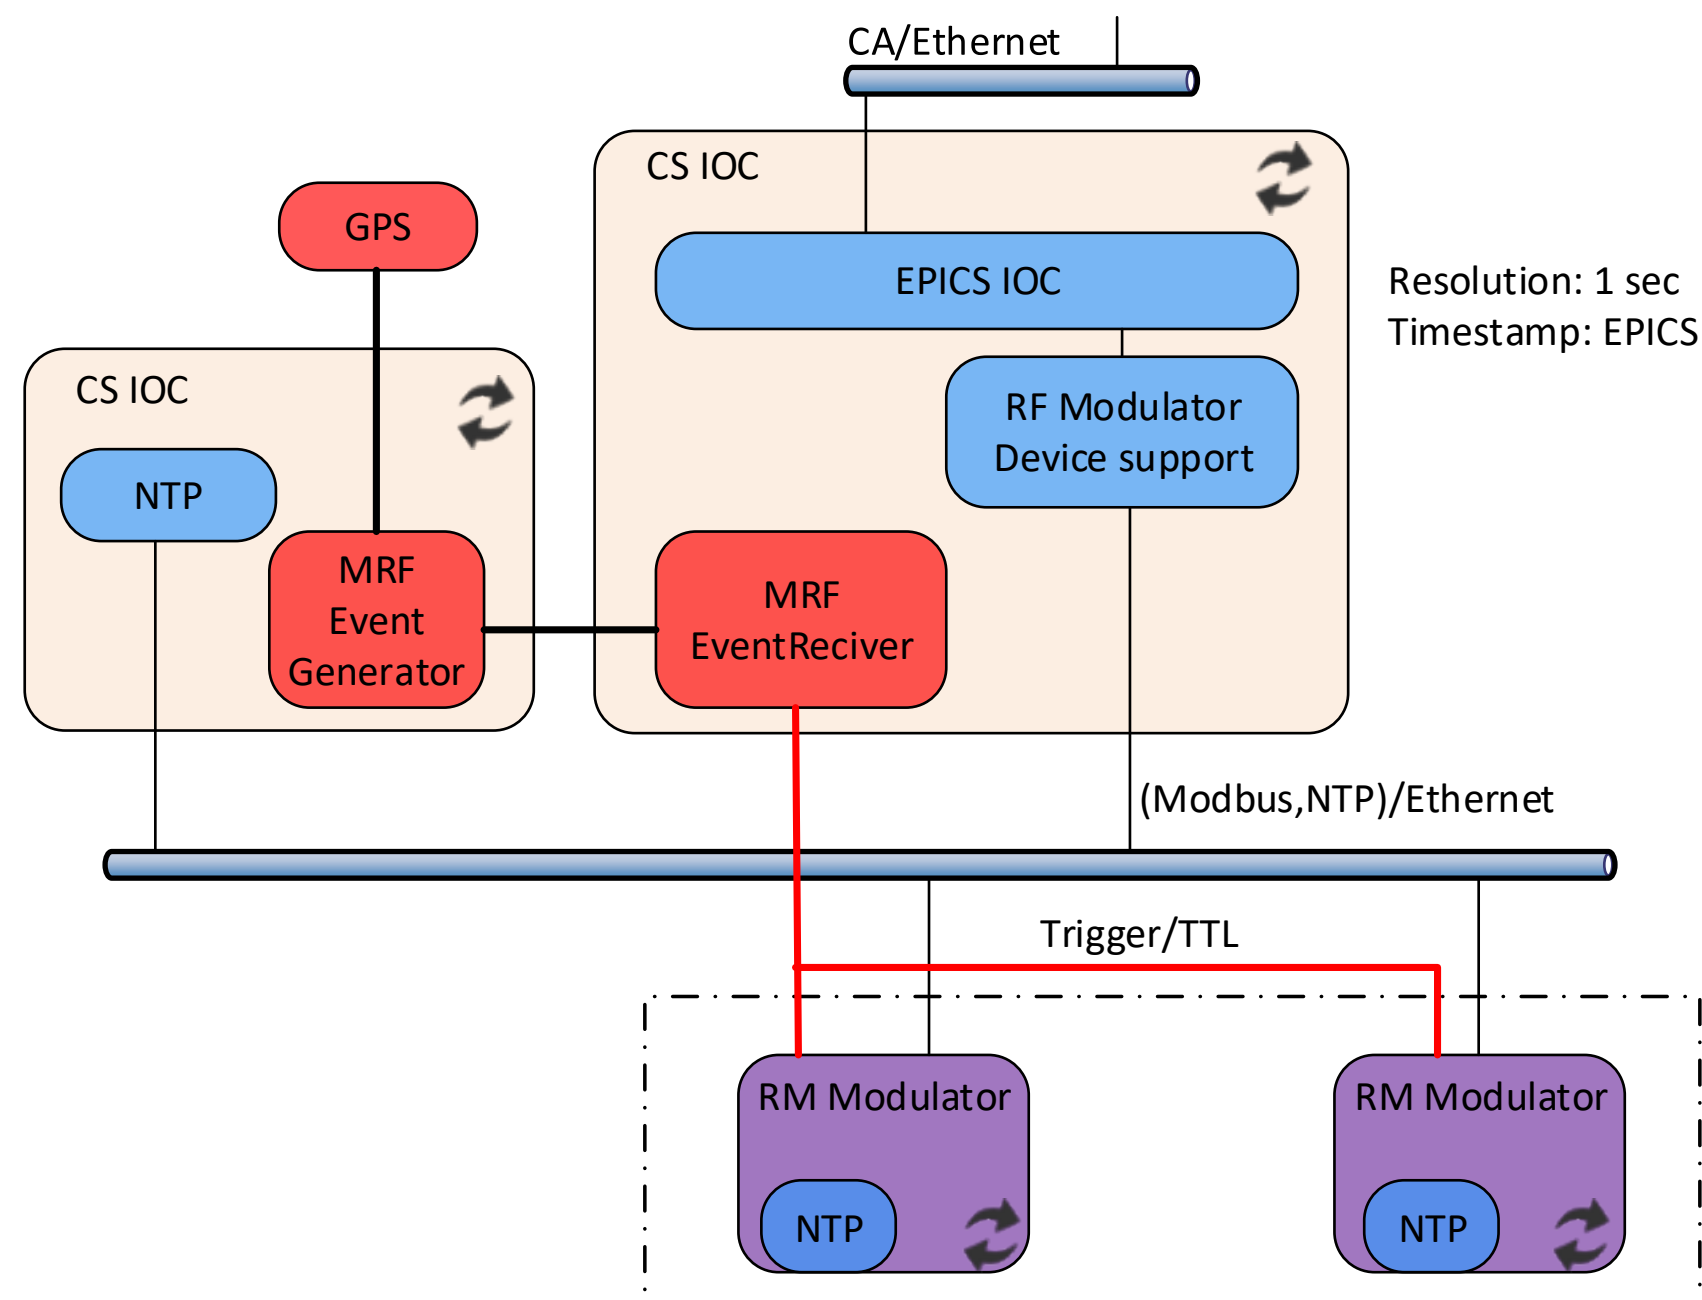 CA/Ethernet
CS IOC
GPS
EPICS IOC
Resolution: 1 sec
Timestamp: EPICS
CS IOC
RF Modulator
Device support
NTP
MRF
Event
Generator
MRF
EventReciver
(Modbus,NTP)/Ethernet
Trigger/TTL
RM Modulator
RM Modulator
NTP
NTP